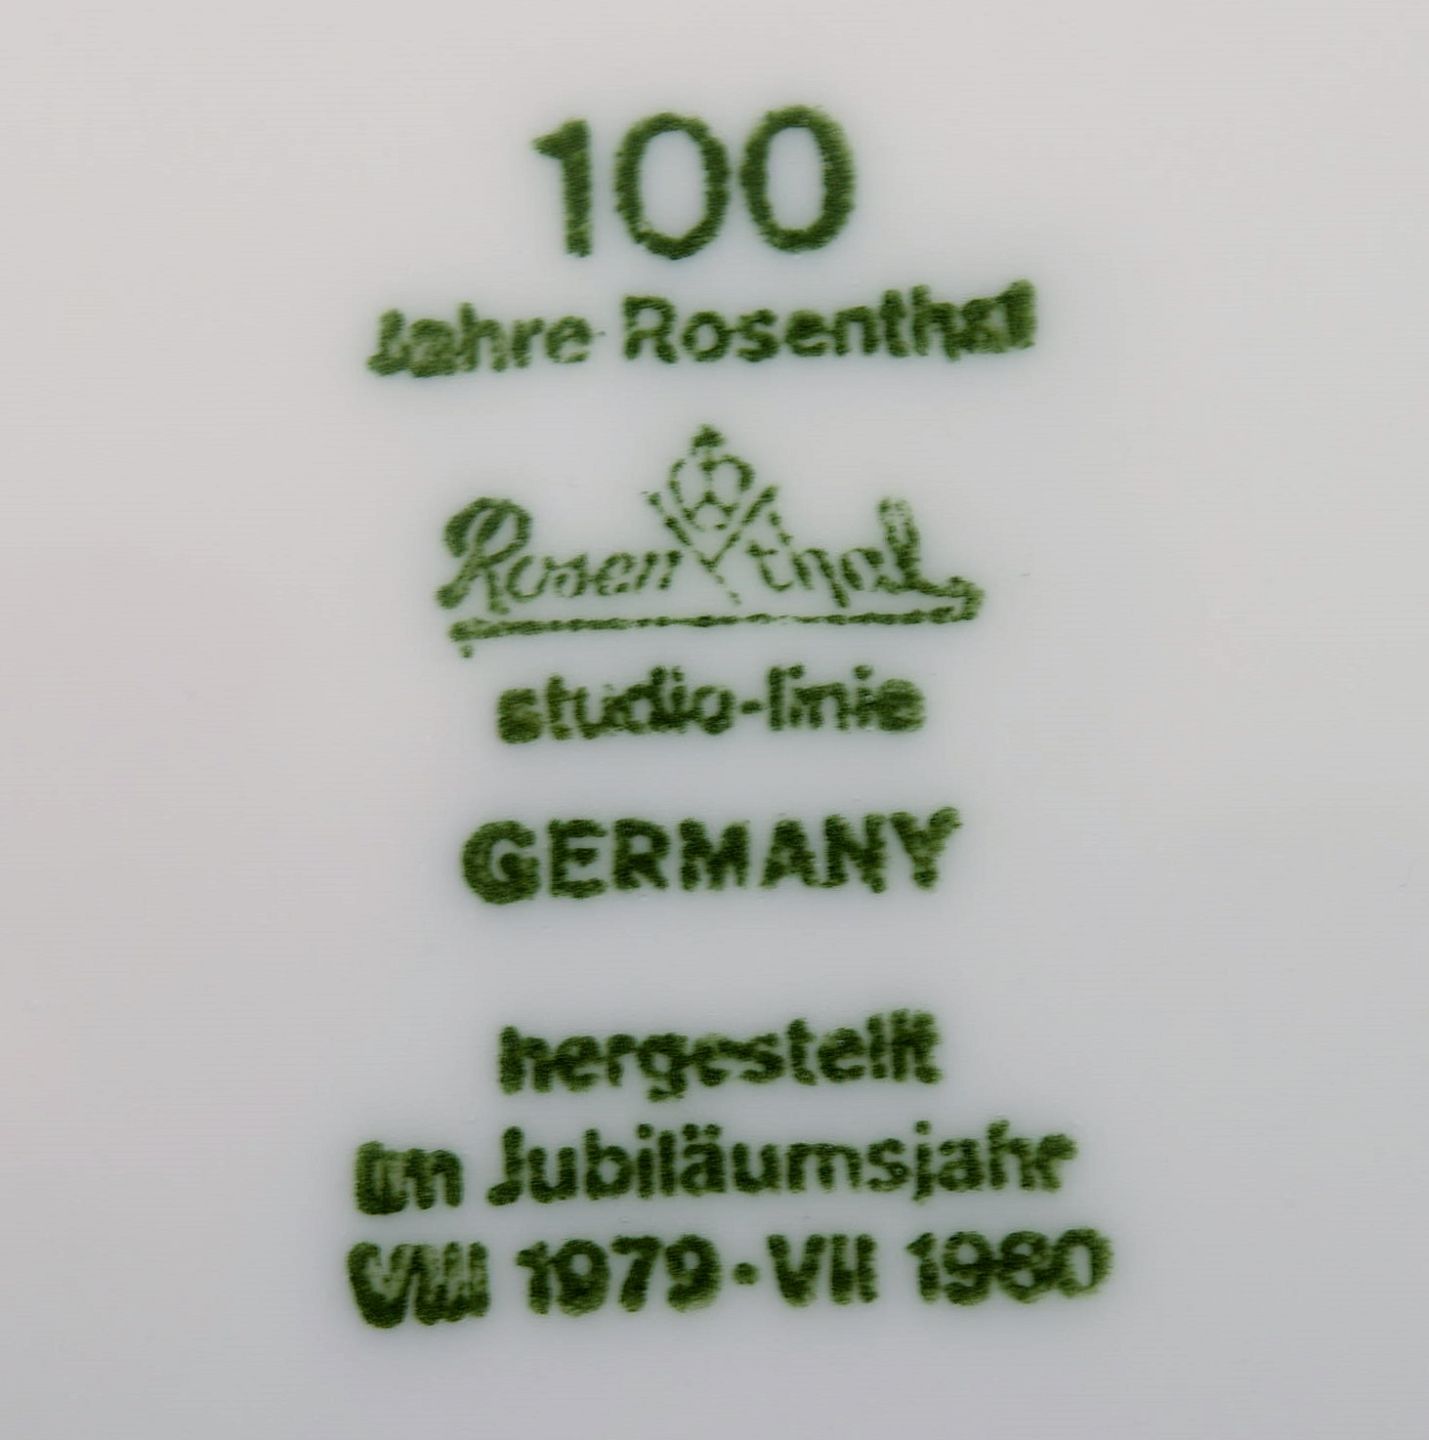 100
Jahre Rosenthal
Rosenthal
studio-linie
GERMANY
hergestellt
im Jubiläumsjahr
VIII 1979 · VII 1980